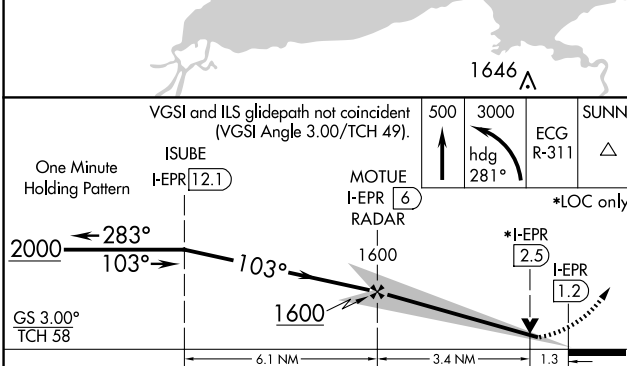 1646
VGSI and ILS glidepath not coincident
(VGSI Angle 3.00/TCH 49).
500
3000
hdg
281°
ECG
R-311
SUNN
One Minute
Holding Pattern
ISUBE
I-EPR 12.1
MOTUE
I-EPR 6
RADAR
*LOC only
2000
283°
103°
103°
1600
1600
*I-EPR
2.5
I-EPR
1.2
GS 3.00°
TCH 58
6.1 NM
3.4 NM
1.3